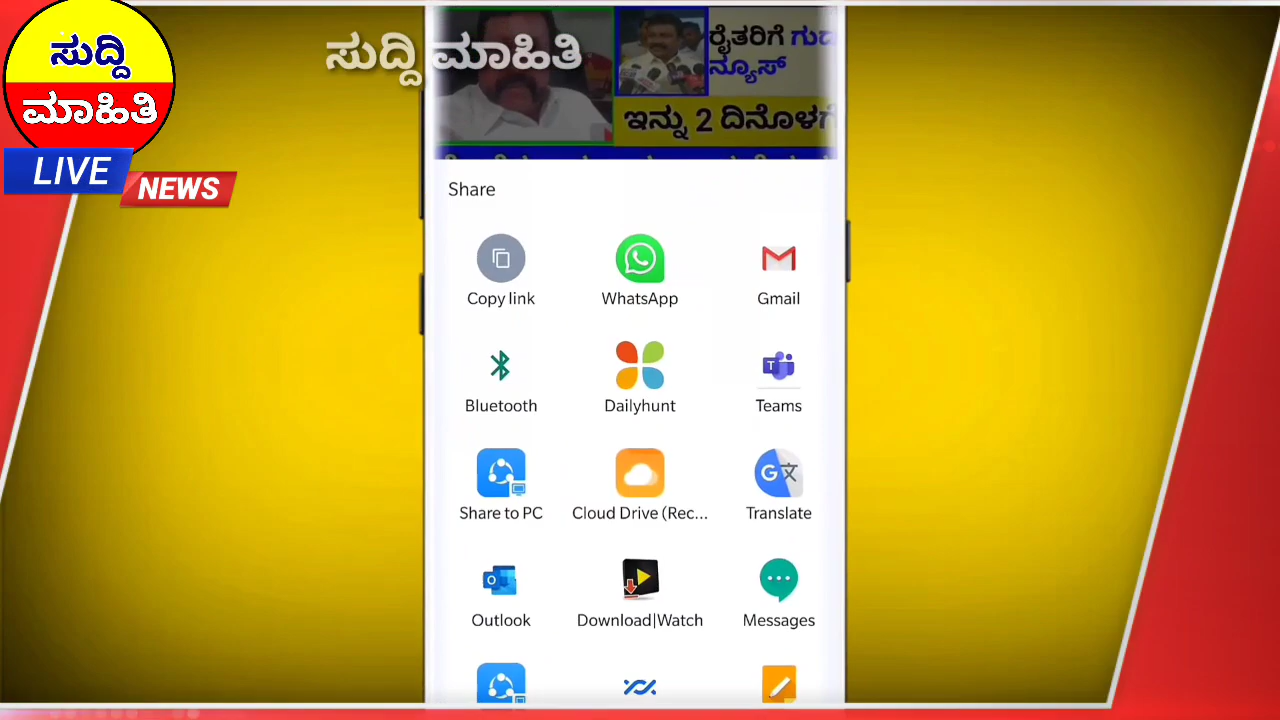 ಸುದ್ದಿ
ಮಾಹಿತಿ
LIVE
NEWS
ಸುದ್ದಿ ಮಾಹಿತಿ
ರೈತರಿಗೆ ಗುಡ
ನ್ಯೂಸ್
ಇನ್ನು 2 ದಿನೊಳಗೆ
Share
Copy link
WhatsApp
Gmail
Bluetooth
Dailyhunt
Teams
Share to PC
Cloud Drive (Rec...
Translate
Outlook
Download|Watch
Messages